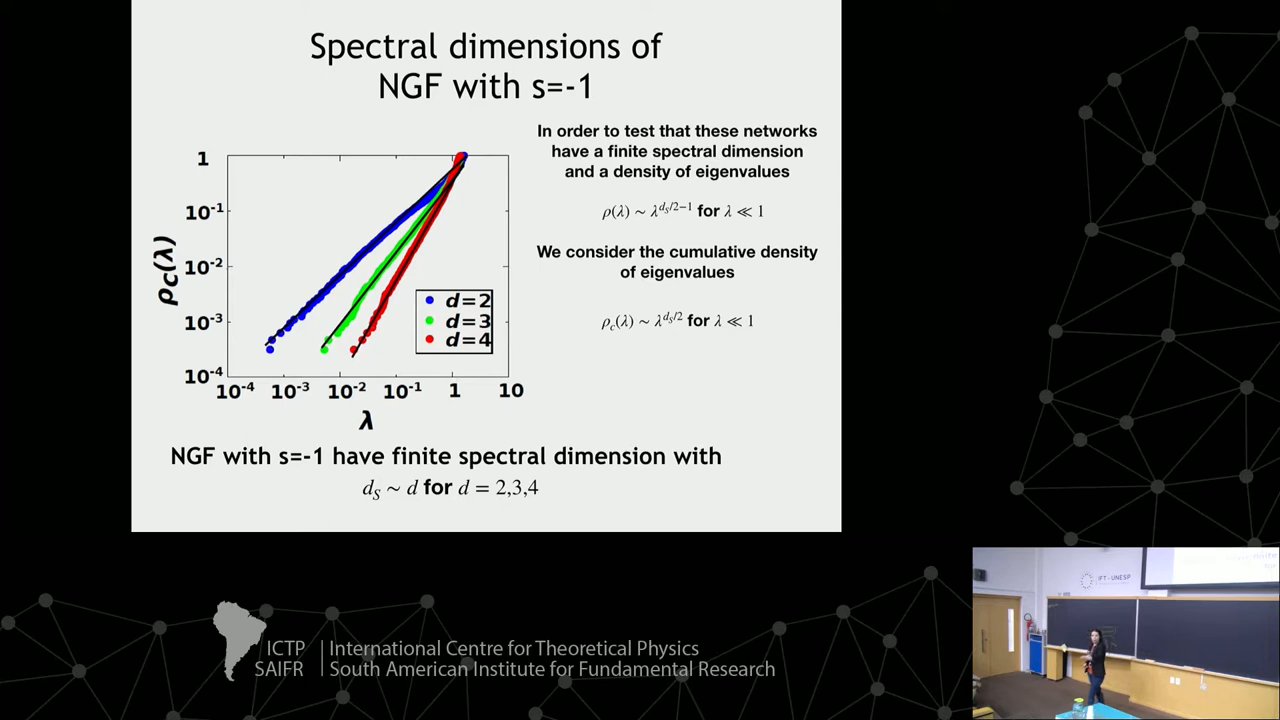 Spectral dimensions of
NGF with s=-1
In order to test that these networks
have a finite spectral dimension
and a density of eigenvalues
ρ(λ) ∼ λ^{d_S/2−1} for λ ≪ 1
We consider the cumulative density
of eigenvalues
ρ_c(λ) ∼ λ^{d_S/2} for λ ≪ 1
ρ_C(λ)
1
10^{-1}
10^{-2}
10^{-3}
10^{-4}
d=2
d=3
d=4
10^{-4} 10^{-3} 10^{-2} 10^{-1} 1 10
λ
NGF with s=-1 have finite spectral dimension with
d_S ∼ d for d = 2,3,4
ICTP
SAIFR
International Centre for Theoretical Physics
South American Institute for Fundamental Research
IFT-UNESP